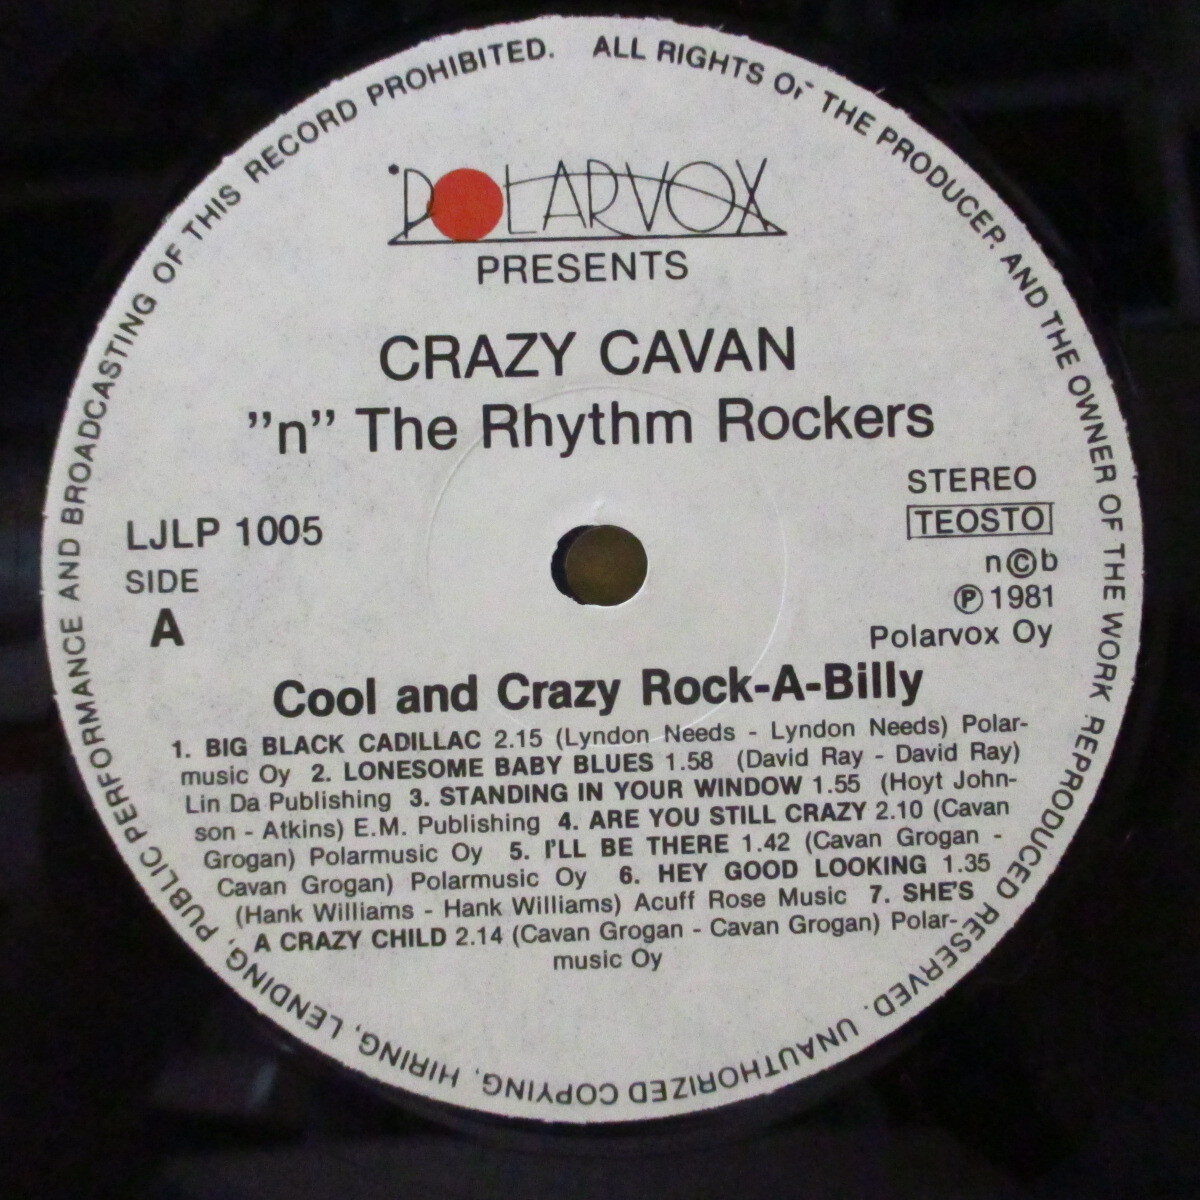 ALL RIGHTS OF THE PRODUCER AND THE OWNER OF THE WORK REPRODUCED RESERVED. UNAUTHORIZED COPYING, HIRING, LENDING, PUBLIC PERFORMANCE AND BROADCASTING OF THIS RECORD PROHIBITED.
POLARVOX
PRESENTS
CRAZY CAVAN
”n” The Rhythm Rockers
STEREO
TEOSTO
n©b
℗ 1981
Polarvox Oy
LJLP 1005
SIDE
A
Cool and Crazy Rock-A-Billy
1. BIG BLACK CADILLAC 2.15 (Lyndon Needs - Lyndon Needs) Polar-
music Oy 2. LONESOME BABY BLUES 1.58 (David Ray - David Ray)
Lin Da Publishing 3. STANDING IN YOUR WINDOW 1.55 (Hoyt John-
son - Atkins) E.M. Publishing 4. ARE YOU STILL CRAZY 2.10 (Cavan
Grogan) Polarmusic Oy 5. I'LL BE THERE 1.42 (Cavan Grogan -
Cavan Grogan) Polarmusic Oy 6. HEY GOOD LOOKING 1.35
(Hank Williams - Hank Williams) Acuff Rose Music 7. SHE'S
A CRAZY CHILD 2.14 (Cavan Grogan - Cavan Grogan) Polar-
music Oy